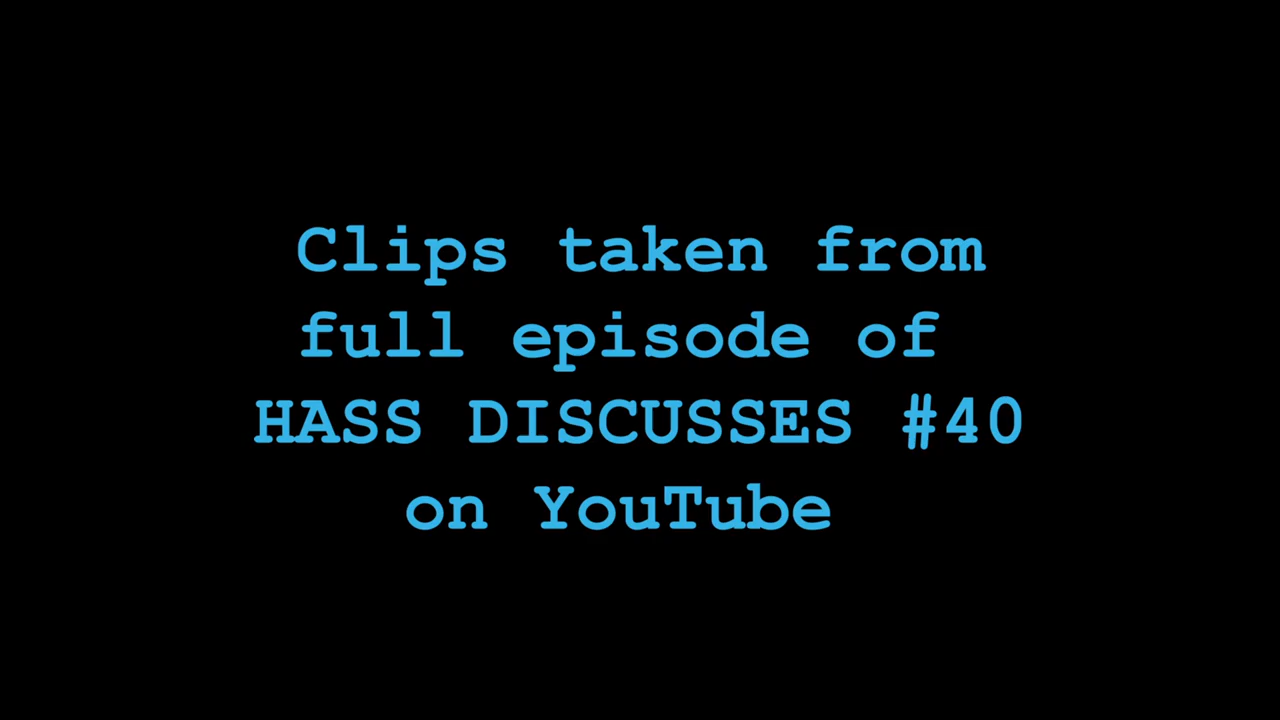 Clips taken from
full episode of
HASS DISCUSSES #40
on YouTube